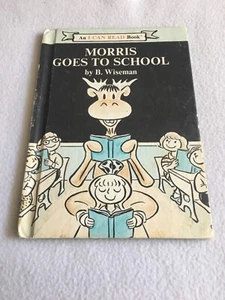 An I CAN READ Book
MORRIS
GOES TO SCHOOL
by B. Wiseman